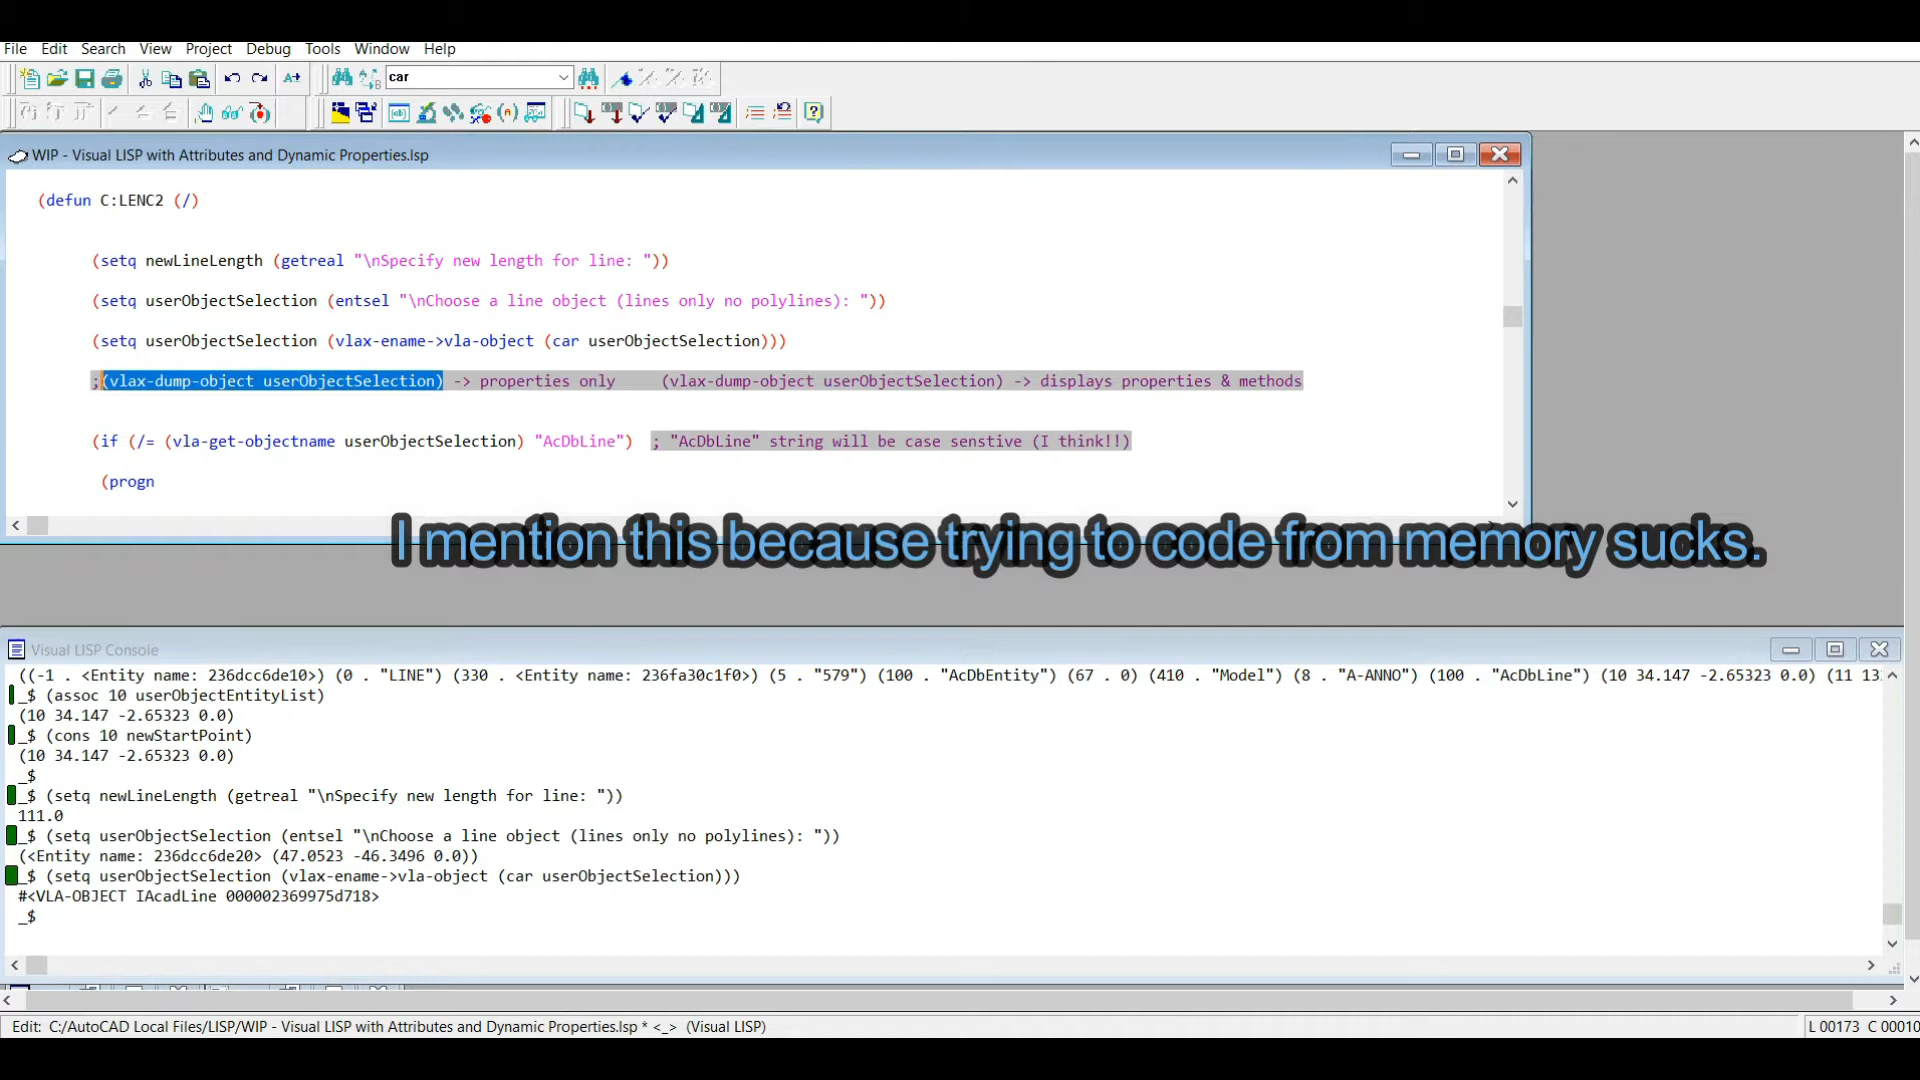 File Edit Search View Project Debug Tools Window Help
car
WIP - Visual LISP with Attributes and Dynamic Properties.lsp
(defun C:LENC2 (/)
(setq newLineLength (getreal "\nSpecify new length for line: "))
(setq userObjectSelection (entsel "\nChoose a line object (lines only no polylines): "))
(setq userObjectSelection (vlax-ename->vla-object (car userObjectSelection)))
;(vlax-dump-object userObjectSelection) -> properties only (vlax-dump-object userObjectSelection) -> displays properties & methods
(if (/= (vla-get-objectname userObjectSelection) "AcDbLine") ; "AcDbLine" string will be case senstive (I think!!)
(progn
I mention this because trying to code from memory sucks.
Visual LISP Console
((-1 . <Entity name: 236dcc6de10>) (0 . "LINE") (330 . <Entity name: 236fa30c1f0>) (5 . "579") (100 . "AcDbEntity") (67 . 0) (410 . "Model") (8 . "A-ANNO") (100 . "AcDbLine") (10 34.147 -2.65323 0.0) (11
_$ (assoc 10 userObjectEntityList)
(10 34.147 -2.65323 0.0)
_$ (cons 10 newStartPoint)
(10 34.147 -2.65323 0.0)
_$
_$ (setq newLineLength (getreal "\nSpecify new length for line: "))
111.0
_$ (setq userObjectSelection (entsel "\nChoose a line object (lines only no polylines): "))
(<Entity name: 236dcc6de20> (47.0523 -46.3496 0.0))
_$ (setq userObjectSelection (vlax-ename->vla-object (car userObjectSelection)))
#<VLA-OBJECT IAcadLine 000002369975d718>
_$
Edit: C:/AutoCAD Local Files/LISP/WIP - Visual LISP with Attributes and Dynamic Properties.lsp * <_> (Visual LISP) L 00173 C 00010